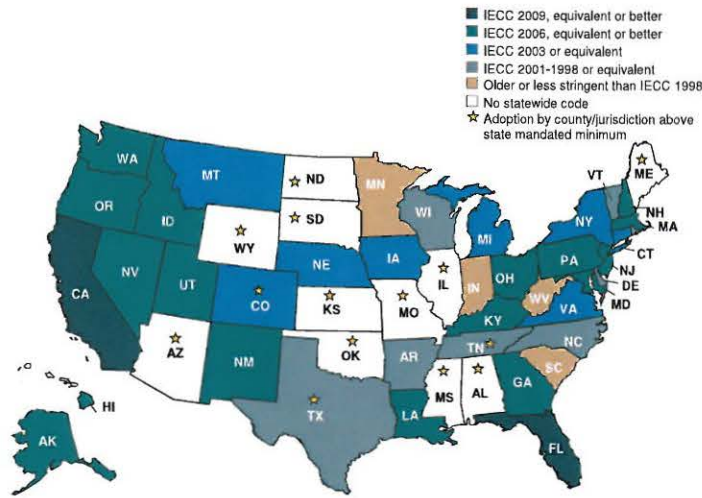 IECC 2009, equivalent or better
IECC 2006, equivalent or better
IECC 2003 or equivalent
IECC 2001-1998 or equivalent
Older or less stringent than IECC 1998
No statewide code
Adoption by county/jurisdiction above
state mandated minimum
WA
MT
ND
MN
VT
ME
OR
ID
SD
WI
NY
NH
MA
WY
MI
CT
NV
UT
NE
IA
PA
NJ
CA
CO
IL
IN
OH
DE
WV
MD
KS
MO
KY
VA
AZ
NM
OK
AR
TN
NC
SC
HI
TX
MS
AL
GA
LA
AK
FL